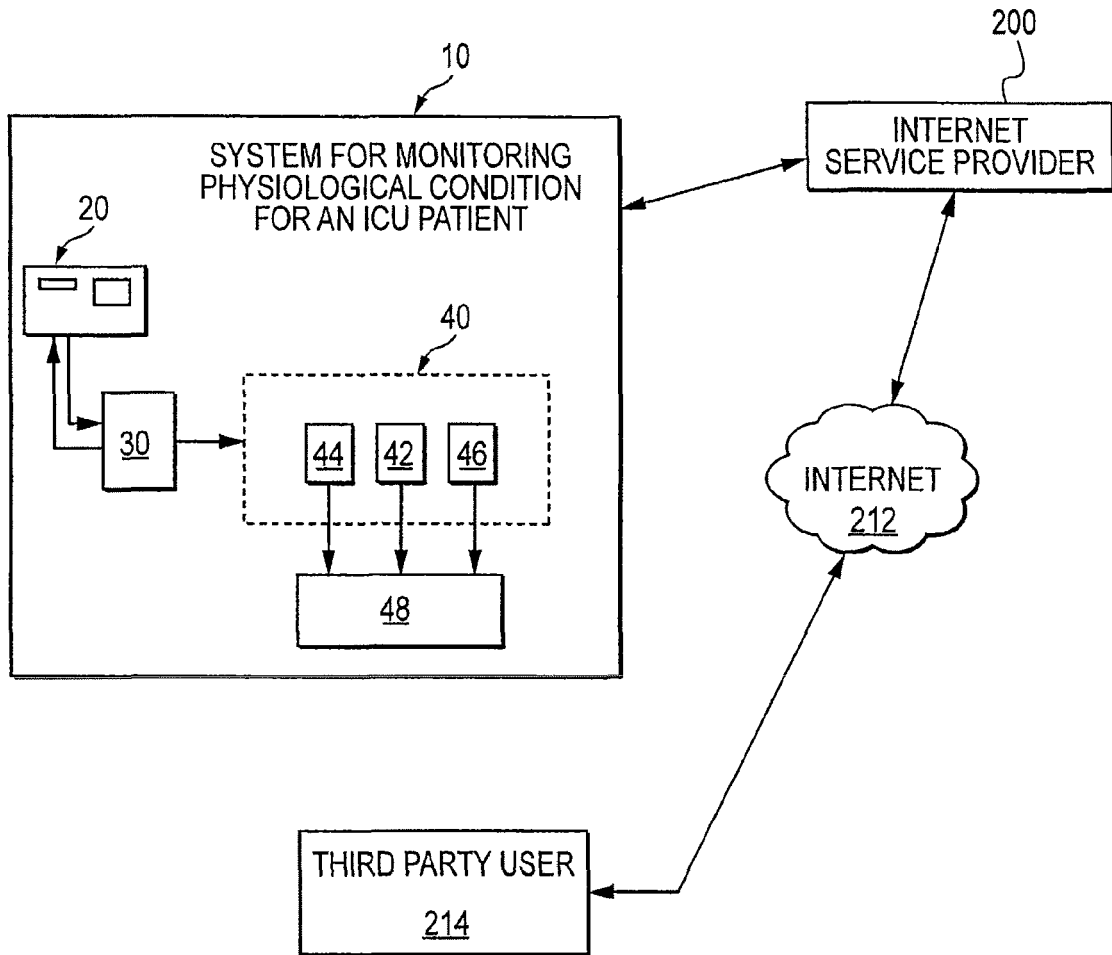 10
200
SYSTEM FOR MONITORING
PHYSIOLOGICAL CONDITION
FOR AN ICU PATIENT
INTERNET
SERVICE PROVIDER
20
40
30
44
42
46
48
INTERNET
212
THIRD PARTY USER
214